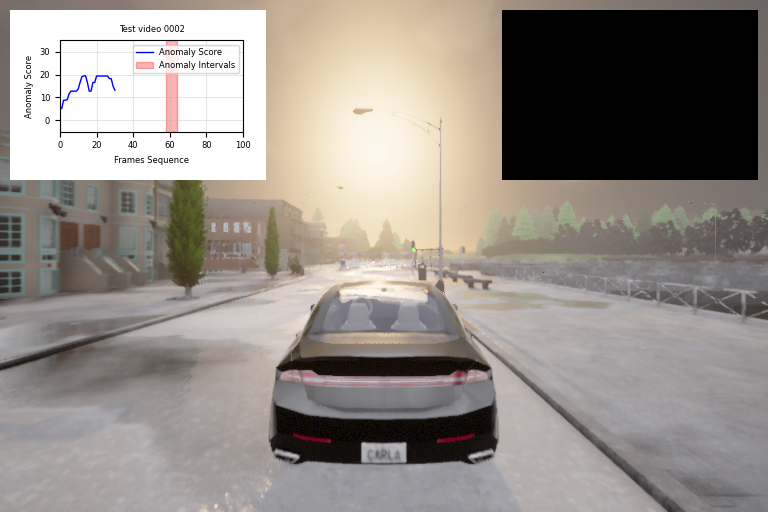 Test video 0002
Anomaly Score
Anomaly Intervals
Anomaly Score
30
20
10
0
0 20 40 60 80 100
Frames Sequence
CARLA